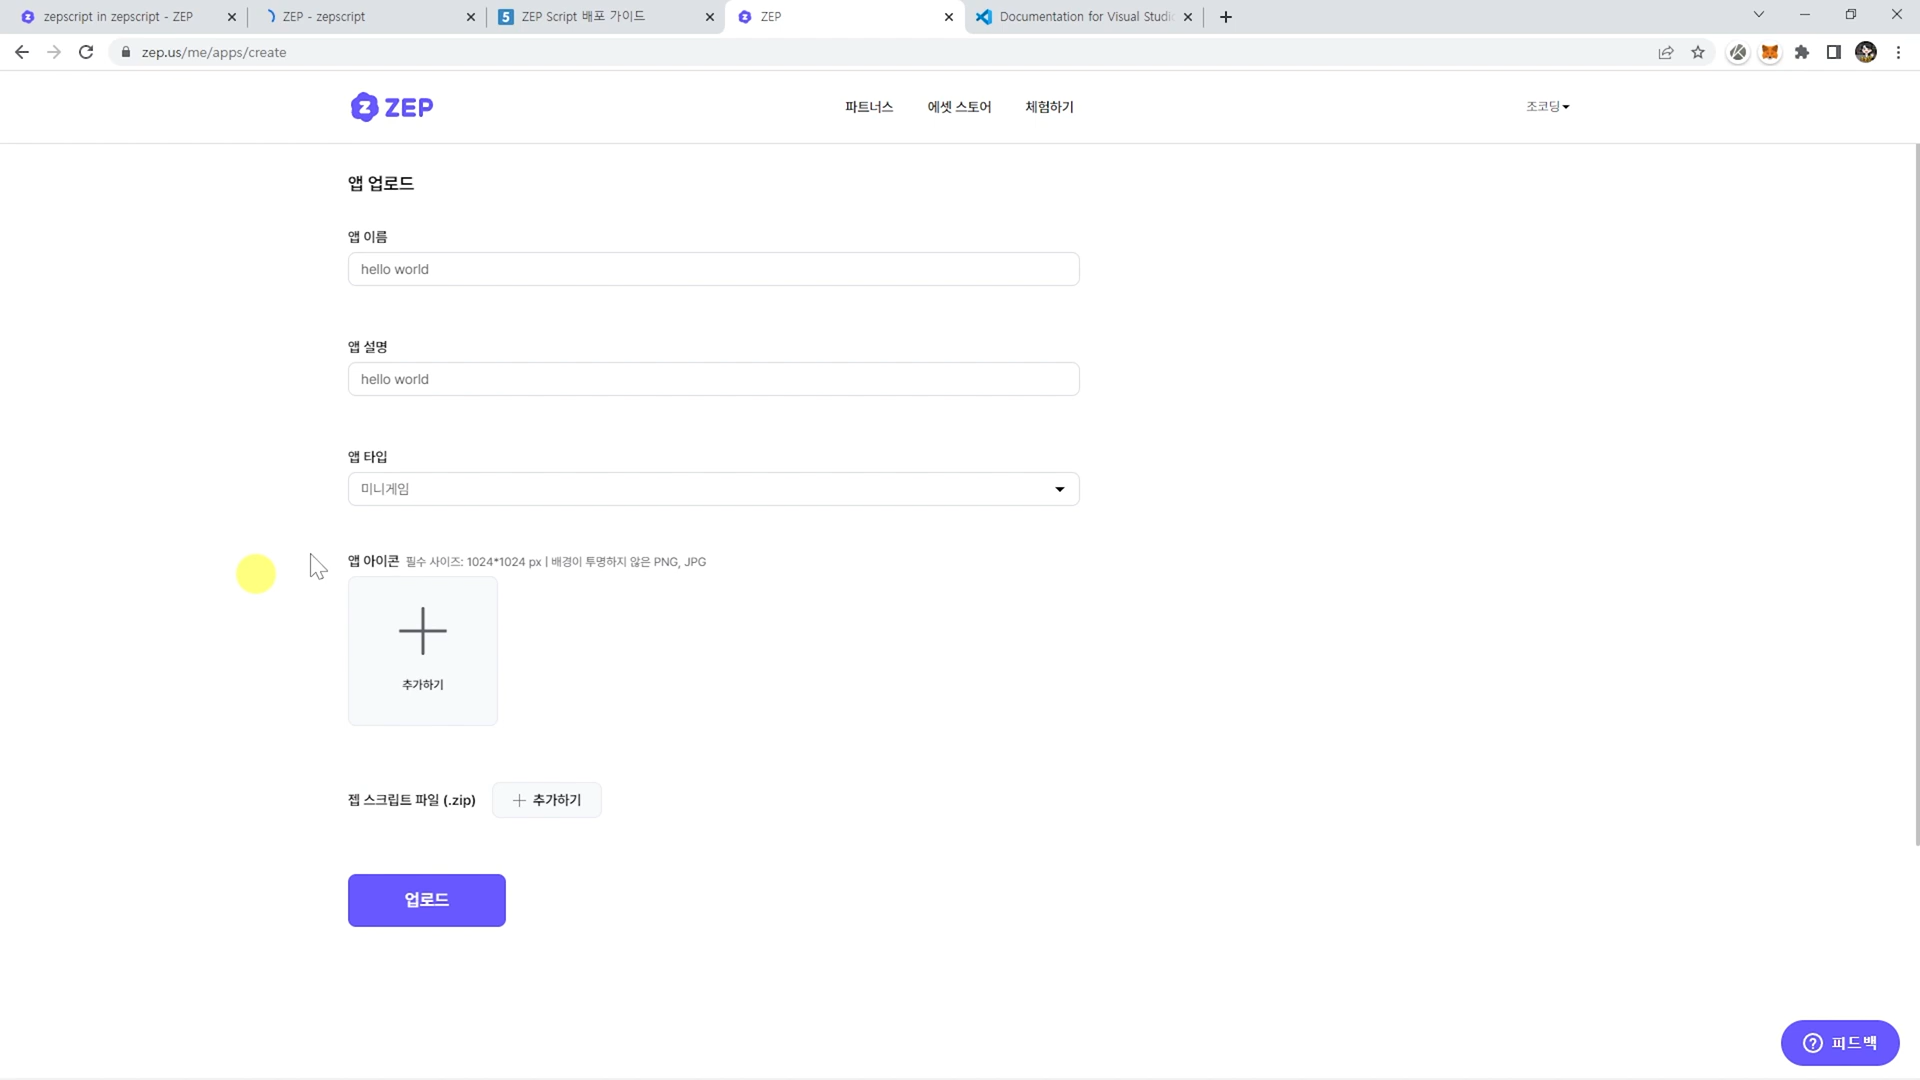 zepscript in zepscript - ZEP
ZEP - zepscript
ZEP Script 배포 가이드
ZEP
Documentation for Visual Studi
zep.us/me/apps/create
ZEP
파트너스
에셋 스토어
체험하기
조코딩
앱 업로드
앱 이름
hello world
앱 설명
hello world
앱 타입
미니게임
앱 아이콘 필수 사이즈: 1024*1024 px | 배경이 투명하지 않은 PNG, JPG
추가하기
젭 스크립트 파일 (.zip)
추가하기
업로드
피드백